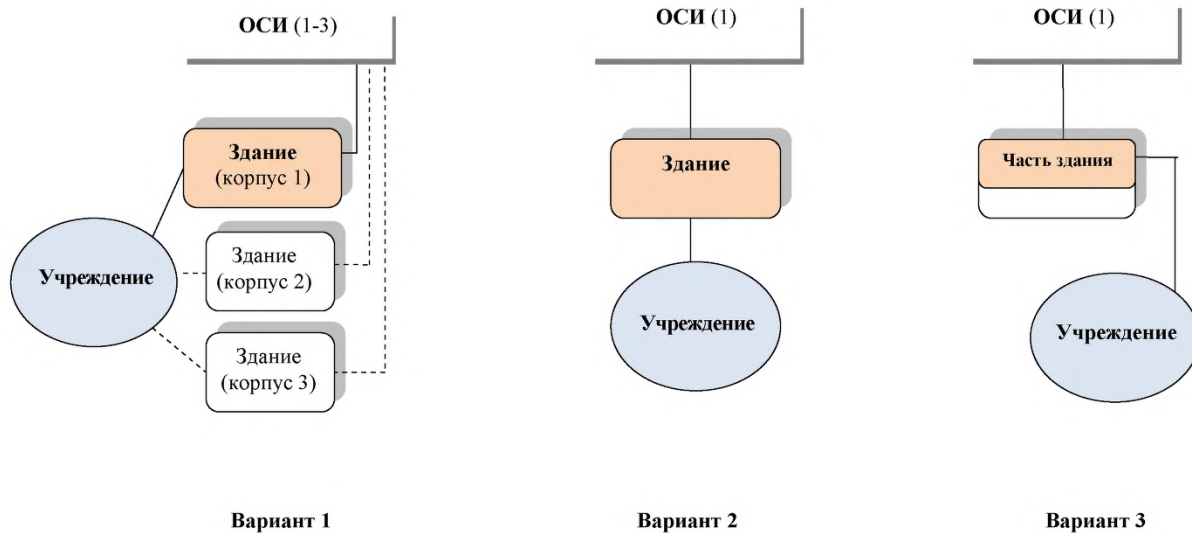 ОСИ (1-3)
Здание
(корпус 1)
Учреждение
Здание
(корпус 2)
Здание
(корпус 3)
Вариант 1
ОСИ (1)
Здание
Учреждение
Вариант 2
ОСИ (1)
Часть здания
Учреждение
Вариант 3